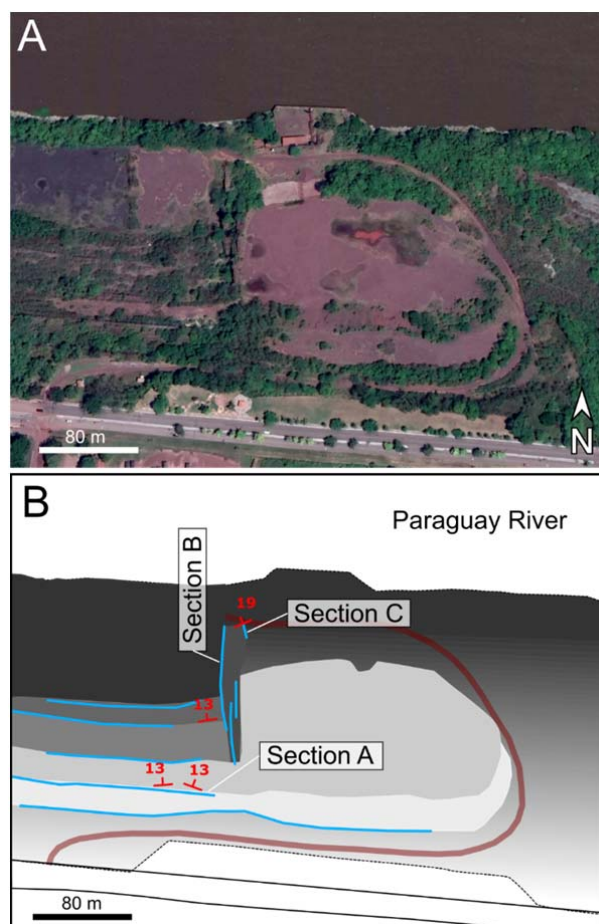 A
80 m
N
B
Paraguay River
Section B
19
Section C
13
13
13
Section A
80 m